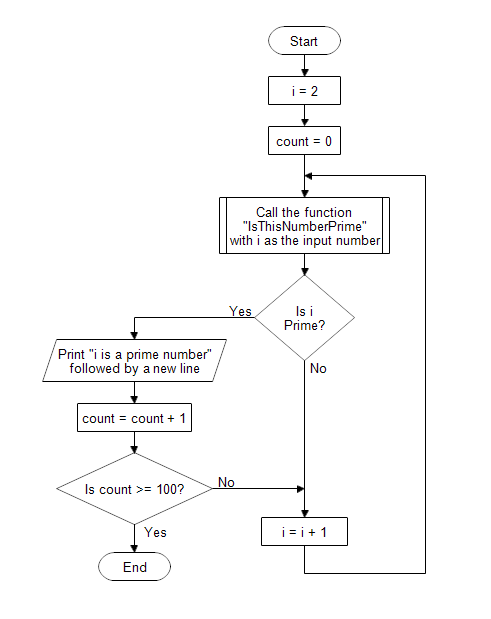 Start
i = 2
count = 0
Call the function
"IsThisNumberPrime"
with i as the input number
Is i
Prime?
Yes
No
Print "i is a prime number"
followed by a new line
count = count + 1
Is count >= 100?
No
Yes
i = i + 1
End